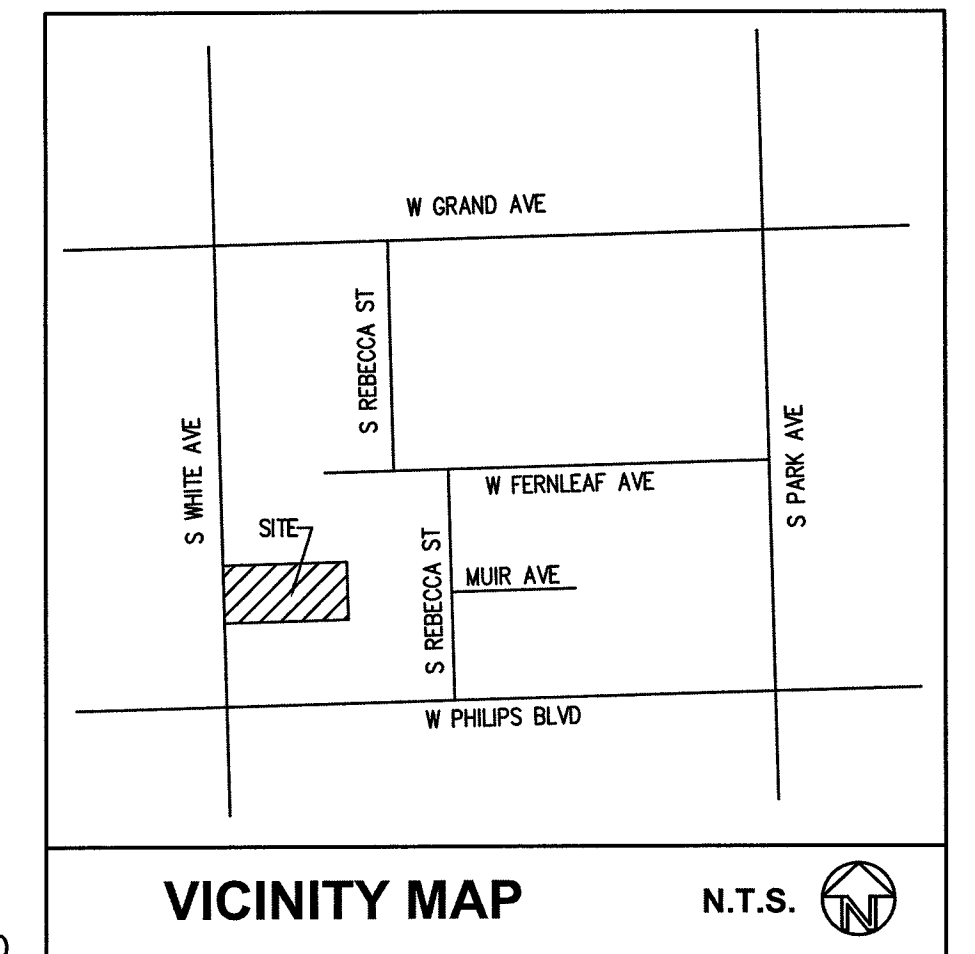 W GRAND AVE
S REBECCA ST
S WHITE AVE
S PARK AVE
W FERNLEAF AVE
SITE
S REBECCA ST
MUIR AVE
W PHILIPS BLVD
VICINITY MAP
N.T.S.
N